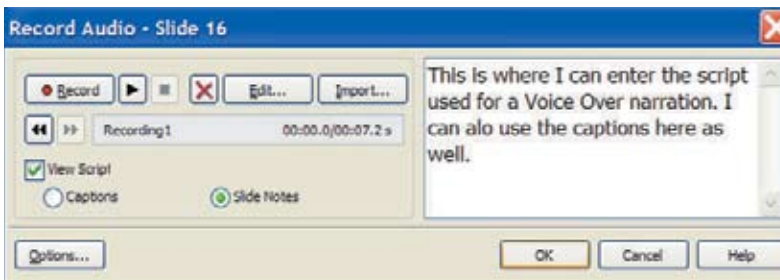 Record Audio - Slide 16
Record
Edit...
Import...
Recording1 00:00.0/00:07.2 s
View Script
Captions
Slide Notes
This is where I can enter the script
used for a Voice Over narration. I
can alo use the captions here as
well.
Options...
OK
Cancel
Help